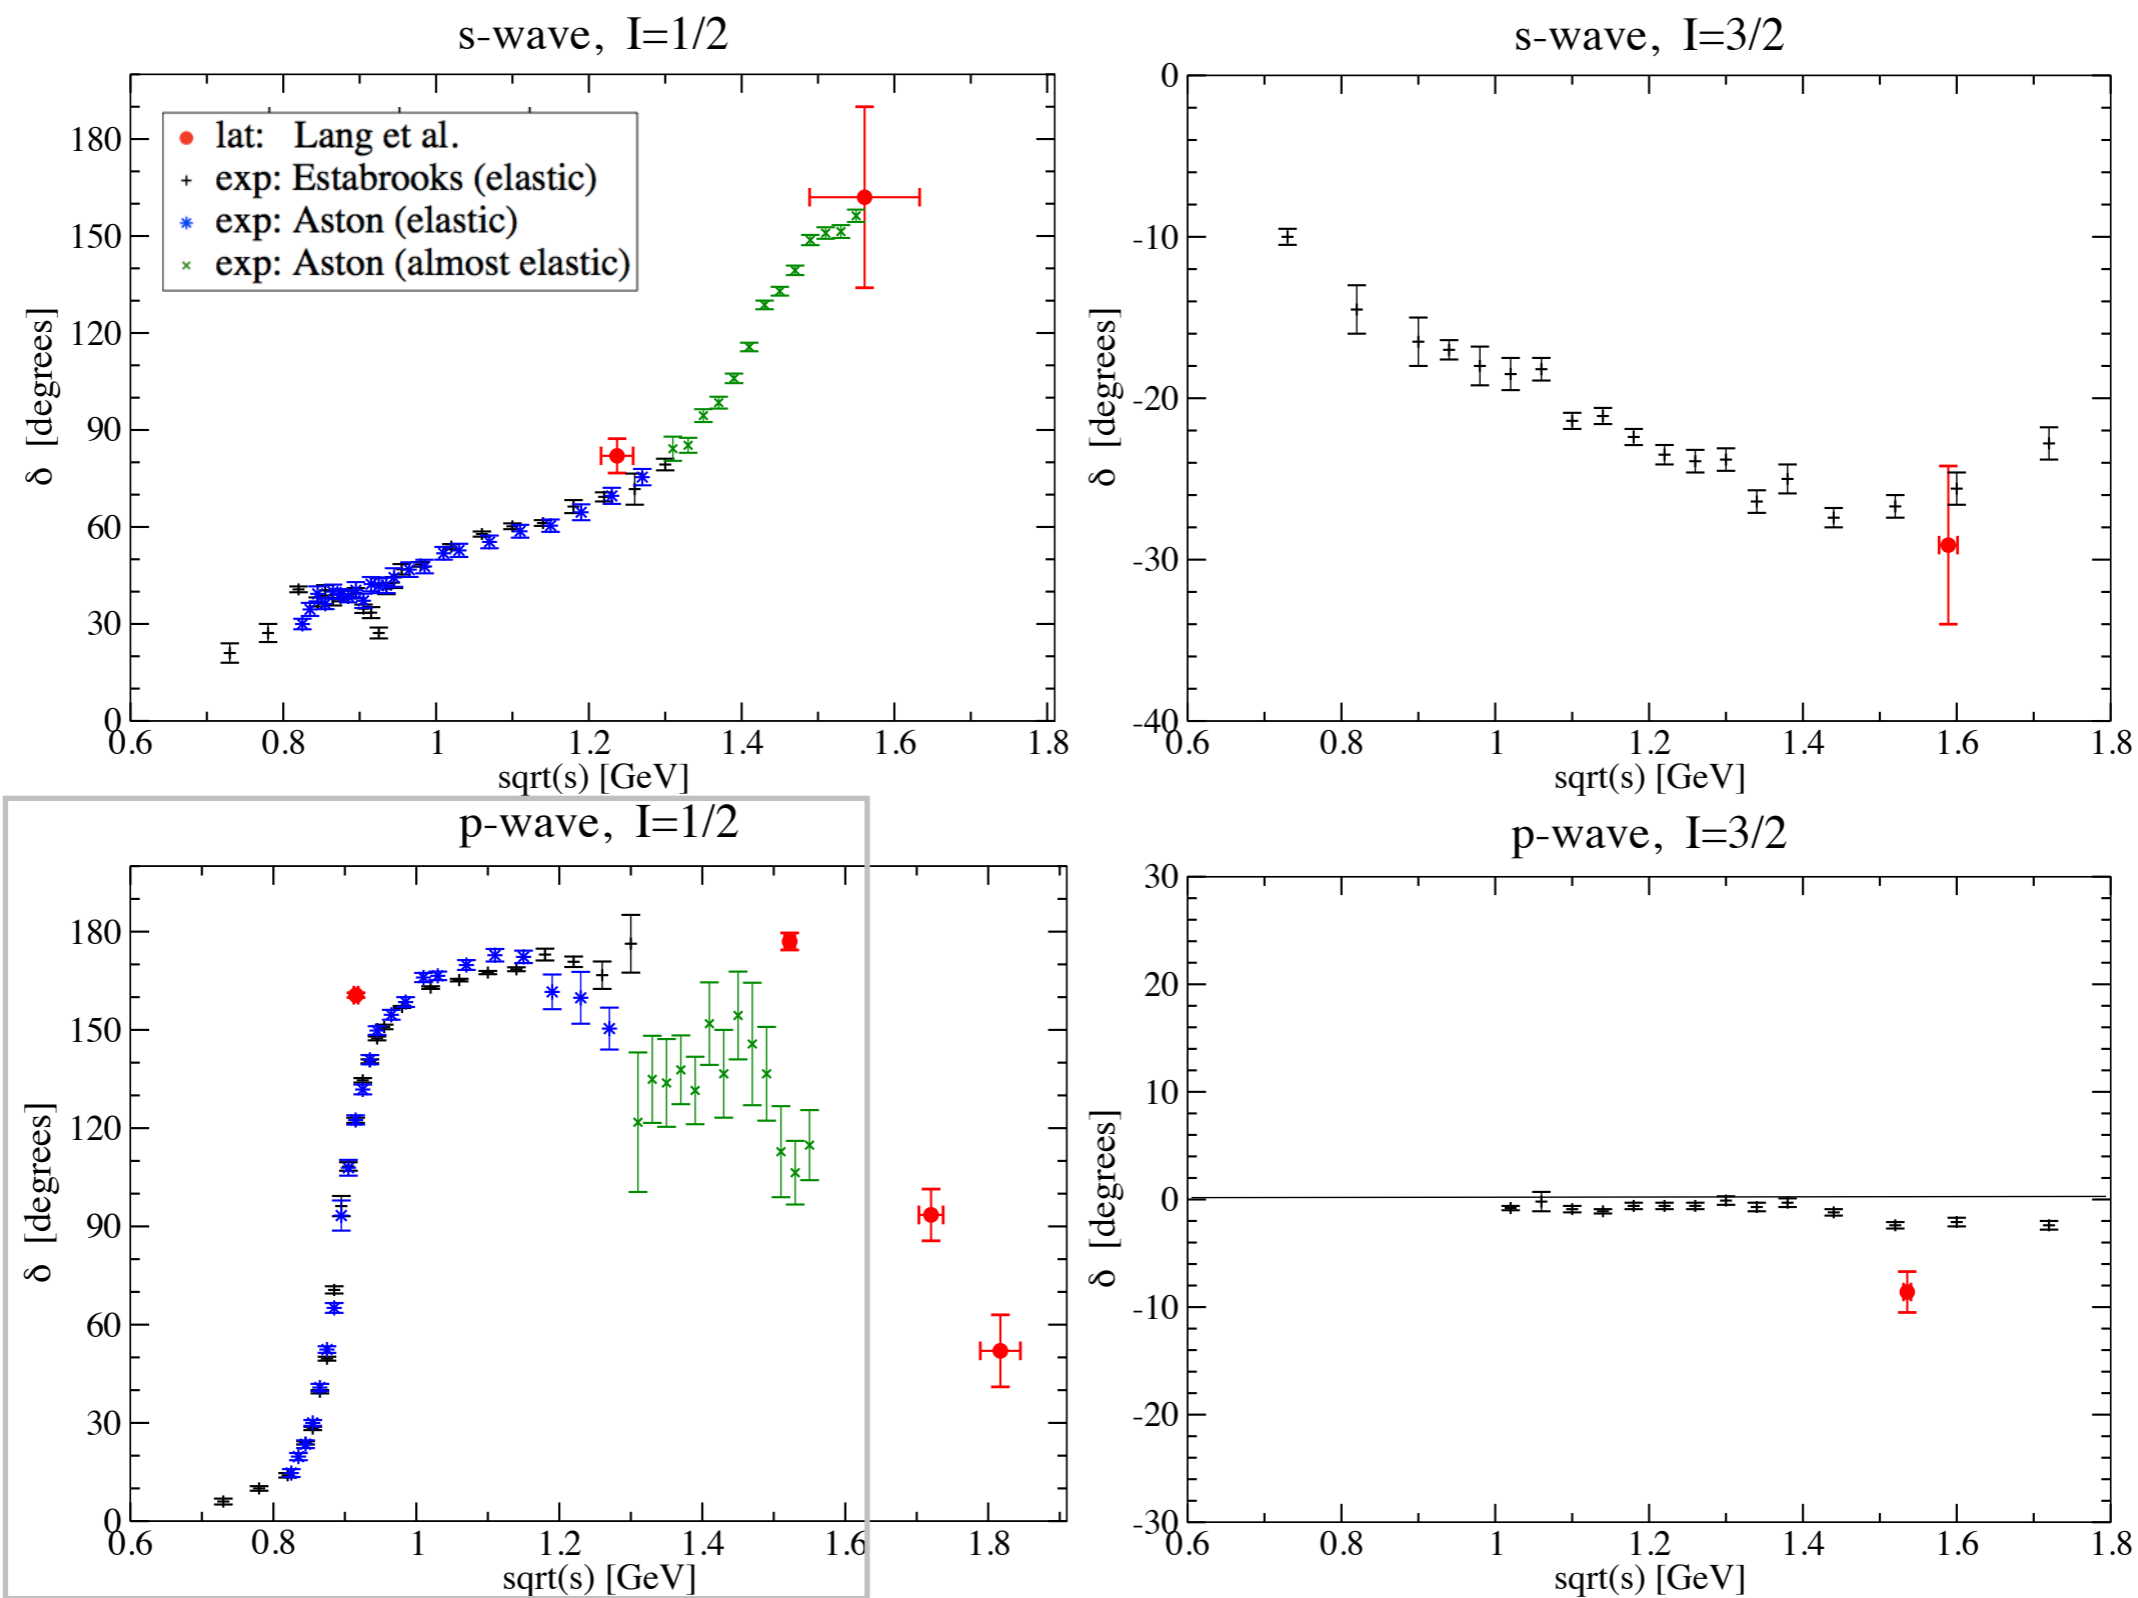 s-wave, I=1/2
180
150
120
90
60
30
0
δ [degrees]
lat: Lang et al.
exp: Estabrooks (elastic)
exp: Aston (elastic)
exp: Aston (almost elastic)
0.6 0.8 1 1.2 1.4 1.6 1.8
sqrt(s) [GeV]
s-wave, I=3/2
0
-10
-20
-30
-40
δ [degrees]
0.6 0.8 1 1.2 1.4 1.6 1.8
sqrt(s) [GeV]
p-wave, I=1/2
180
150
120
90
60
30
0
δ [degrees]
0.6 0.8 1 1.2 1.4 1.6 1.8
sqrt(s) [GeV]
p-wave, I=3/2
30
20
10
0
-10
-20
-30
δ [degrees]
0.6 0.8 1 1.2 1.4 1.6 1.8
sqrt(s) [GeV]